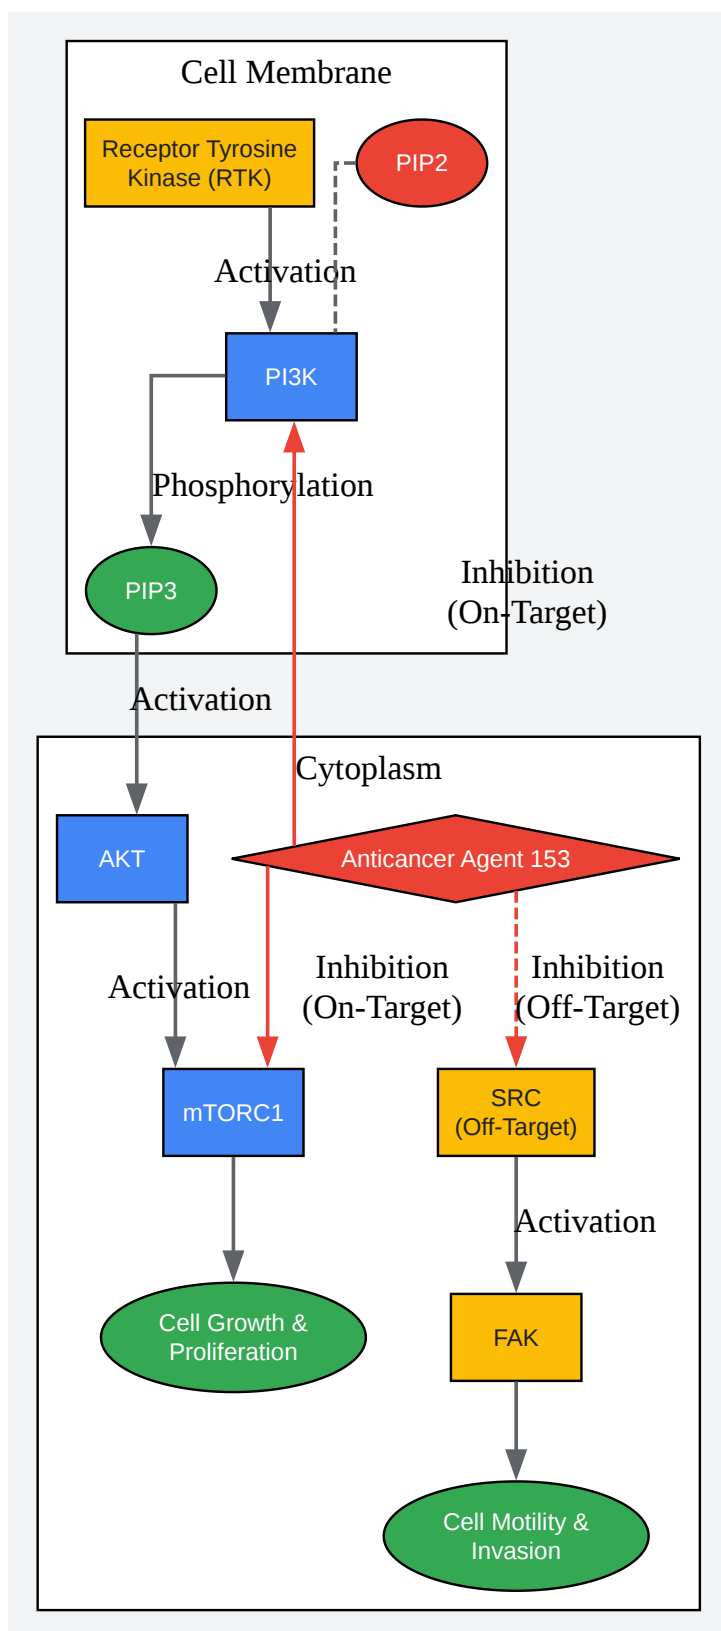 Cell Membrane
Receptor Tyrosine
Kinase (RTK)
PIP2
Activation
PI3K
Phosphorylation
Inhibition
(On-Target)
PIP3
Activation
Cytoplasm
AKT
Anticancer Agent 153
Activation
Inhibition
(On-Target)
Inhibition
(Off-Target)
mTORC1
SRC
(Off-Target)
Activation
Cell Growth &
Proliferation
FAK
Cell Motility &
Invasion